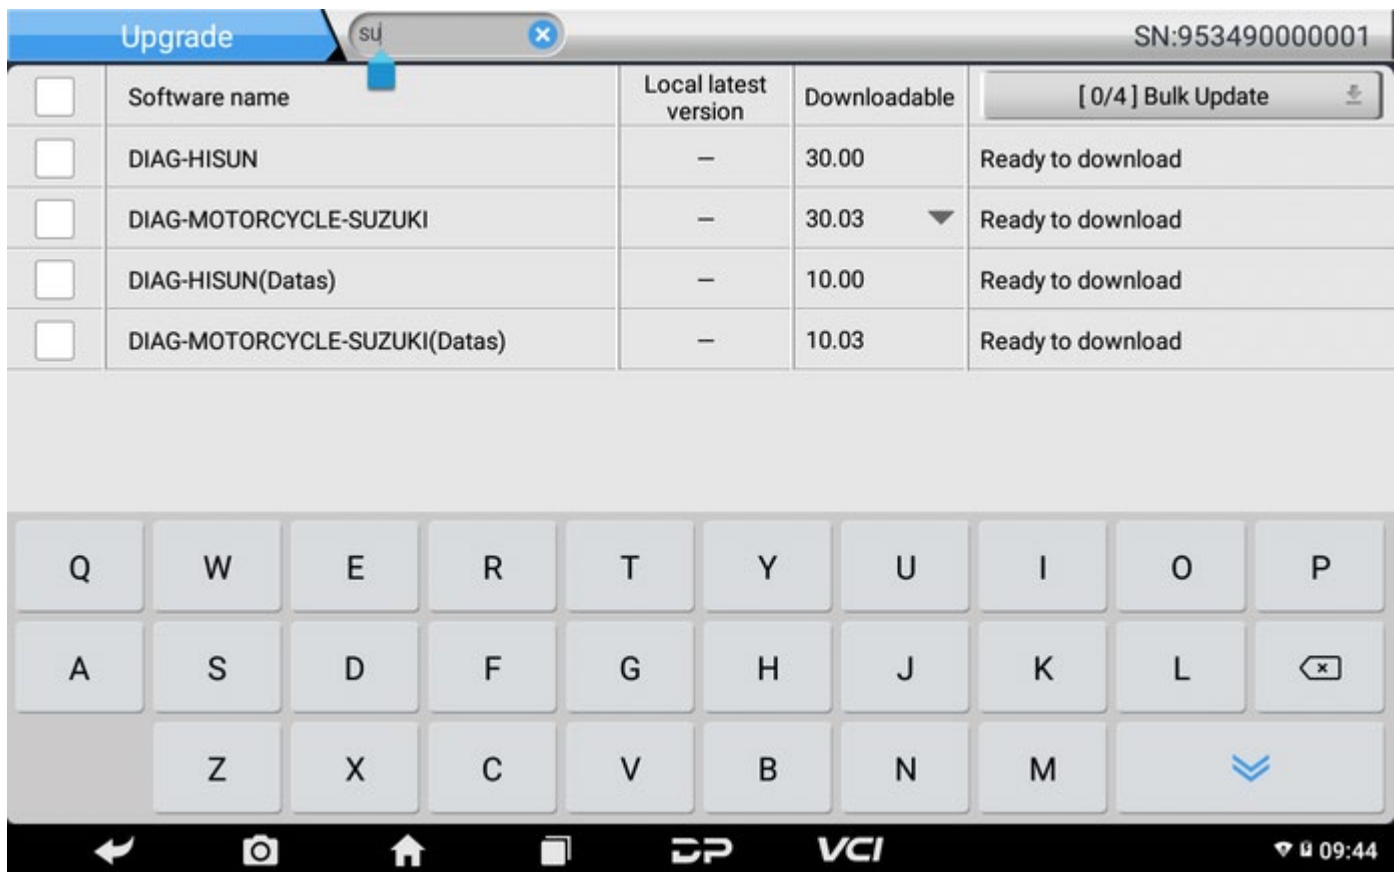 Upgrade su SN:953490000001
Software name Local latest version Downloadable [0/4] Bulk Update
DIAG-HISUN – 30.00 Ready to download
DIAG-MOTORCYCLE-SUZUKI – 30.03 Ready to download
DIAG-HISUN(Datas) – 10.00 Ready to download
DIAG-MOTORCYCLE-SUZUKI(Datas) – 10.03 Ready to download
Q W E R T Y U I O P
A S D F G H J K L
Z X C V B N M
DP VCI 09:44